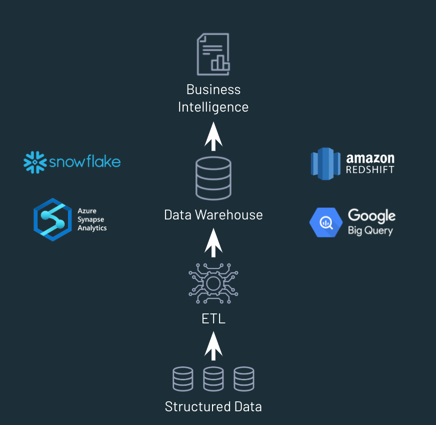 Business
Intelligence
snowflake
amazon
REDSHIFT
Data Warehouse
Azure
Synapse
Analytics
Google
Big Query
ETL
Structured Data